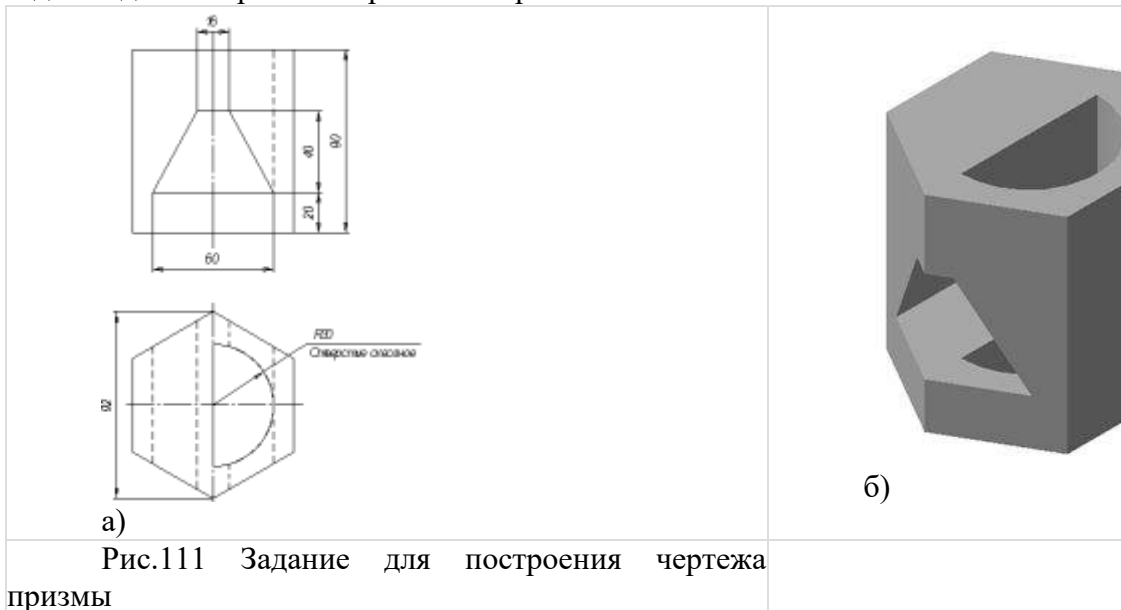 16
40
90
20
60
R30
Отверстие сквозное
92
а)
б)
Рис.111 Задание для построения чертежа
призмы